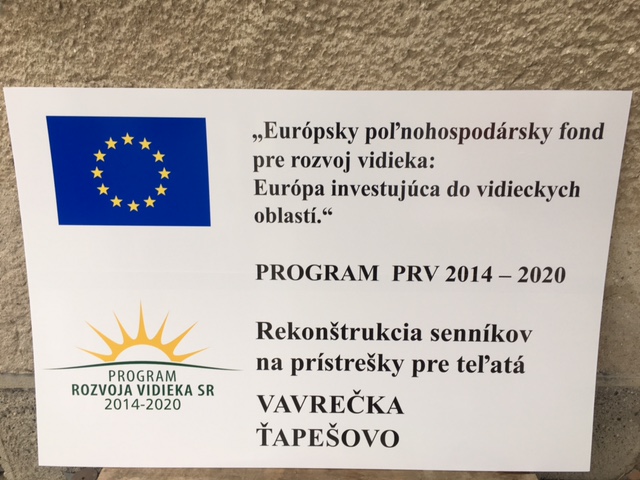 „Európsky poľnohospodársky fond
pre rozvoj vidieka:
Európa investujúca do vidieckych
oblastí.“
PROGRAM PRV 2014 – 2020
Rekonštrukcia senníkov
na prístrešky pre teľatá
VAVREČKA
ŤAPEŠOVO
PROGRAM
ROZVOJA VIDIEKA SR
2014-2020